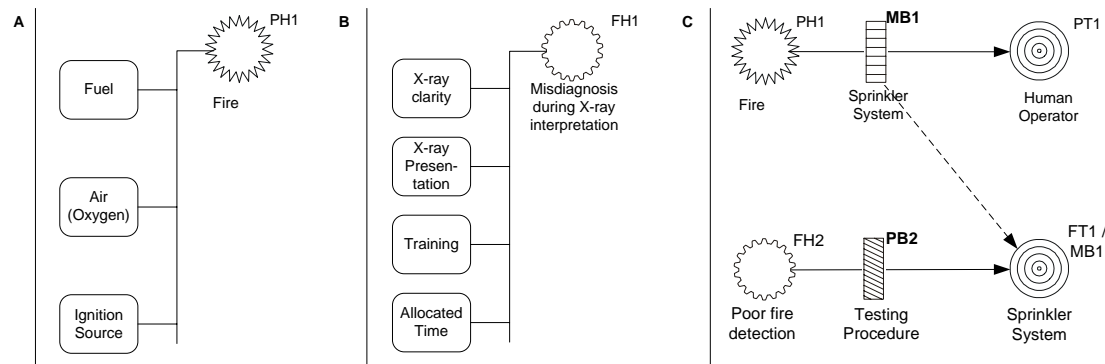 A
PH1
Fuel
Fire
Air
(Oxygen)
Ignition
Source
B
FH1
X-ray
clarity
Misdiagnosis
during X-ray
interpretation
X-ray
Presen-
tation
Training
Allocated
Time
C
PH1
MB1
PT1
Fire
Sprinkler
System
Human
Operator
FH2
PB2
FT1 /
MB1
Poor fire
detection
Testing
Procedure
Sprinkler
System